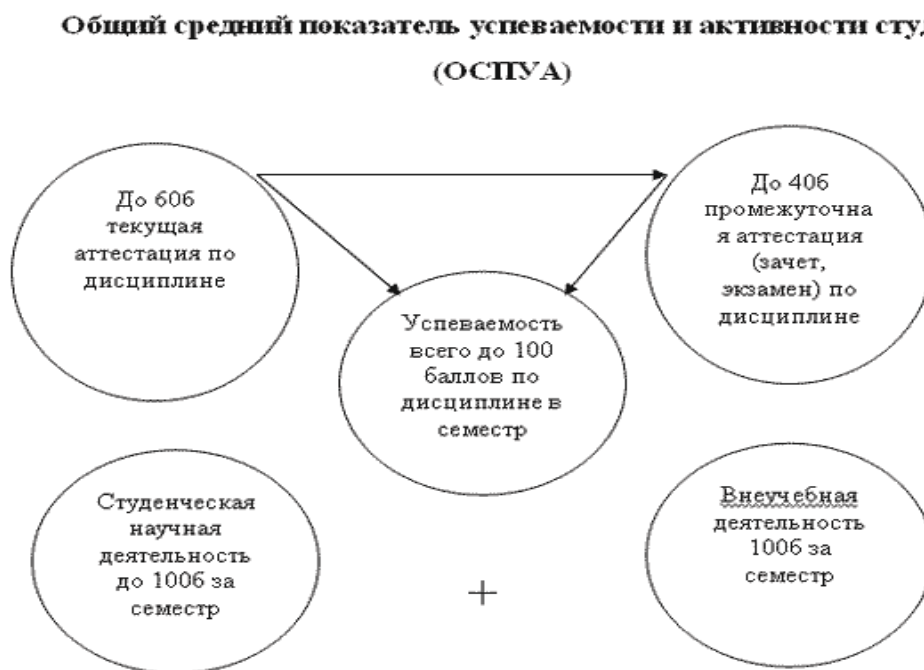 Общий средний показатель успеваемости и активности сту
(ОСПУА)
До 60б
текущая
аттестация по
дисциплине
До 40б
промежуточна
я аттестация
(зачет,
экзамен) по
дисциплине
Успеваемость
всего до 100
баллов по
дисциплине в
семестр
Студенческая
научная
деятельность
до 100б за
семестр
+
Внеучебная
деятельность
100б за
семестр